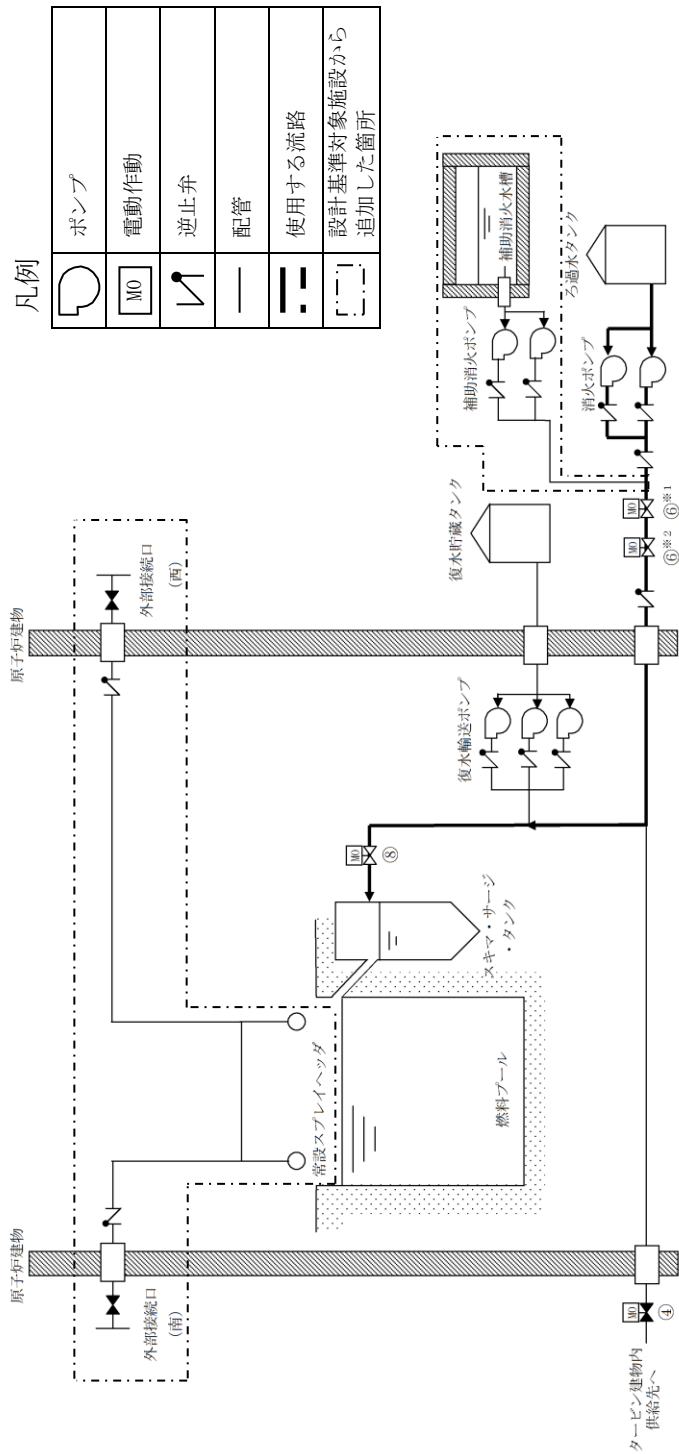 凡例
ポンプ
MO
電動作動
逆止弁
配管
使用する流路
設計基準対象施設から
追加した箇所
原子炉建物
原子炉建物
外部接続口
(南)
外部接続口
(西)
常設スプレイヘッダ
燃料プール
スキマ・サージ
・タンク
MO
⑧
復水輸送ポンプ
復水貯蔵タンク
補助消火ポンプ
補助消火水槽
消火ポンプ
ろ過水タンク
MO
⑥※2
MO
⑥※1
MO
④
タービン建物内
供給先へ